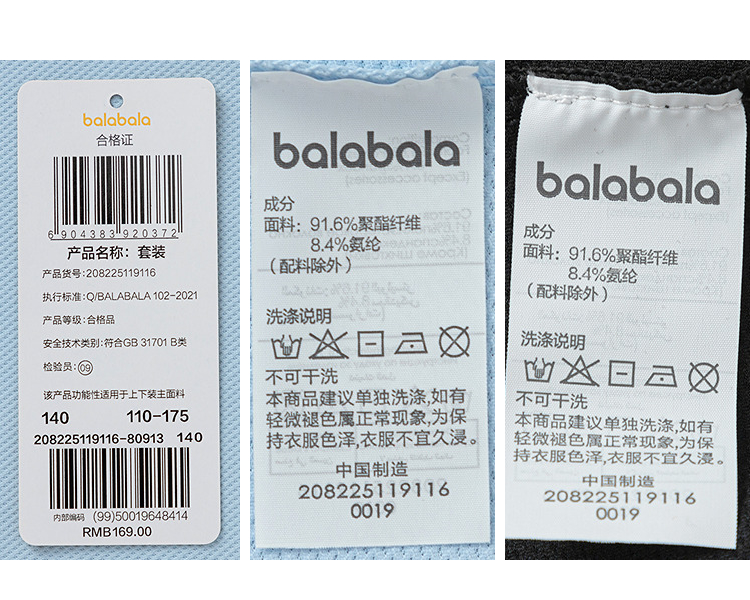 balabala
合格证
6904383920372
产品名称：套装
产品货号：208225119116
执行标准：Q/BALABALA 102-2021
产品等级：合格品
安全技术类别：符合GB 31701 B类
检验员：09
该产品功能性适用于上下装主面料
140 110-175
208225119116-80913 140
内部编码 (99)50019648414
RMB169.00
balabala
成分
面料：91.6%聚酯纤维
8.4%氨纶
（配料除外）
洗涤说明
不可干洗
本商品建议单独洗涤,如有
轻微褪色属正常现象,为保
持衣服色泽,衣服不宜久浸。
中国制造
208225119116
0019
balabala
成分
面料：91.6%聚酯纤维
8.4%氨纶
（配料除外）
洗涤说明
不可干洗
本商品建议单独洗涤,如有
轻微褪色属正常现象,为保
持衣服色泽,衣服不宜久浸。
中国制造
208225119116
0019